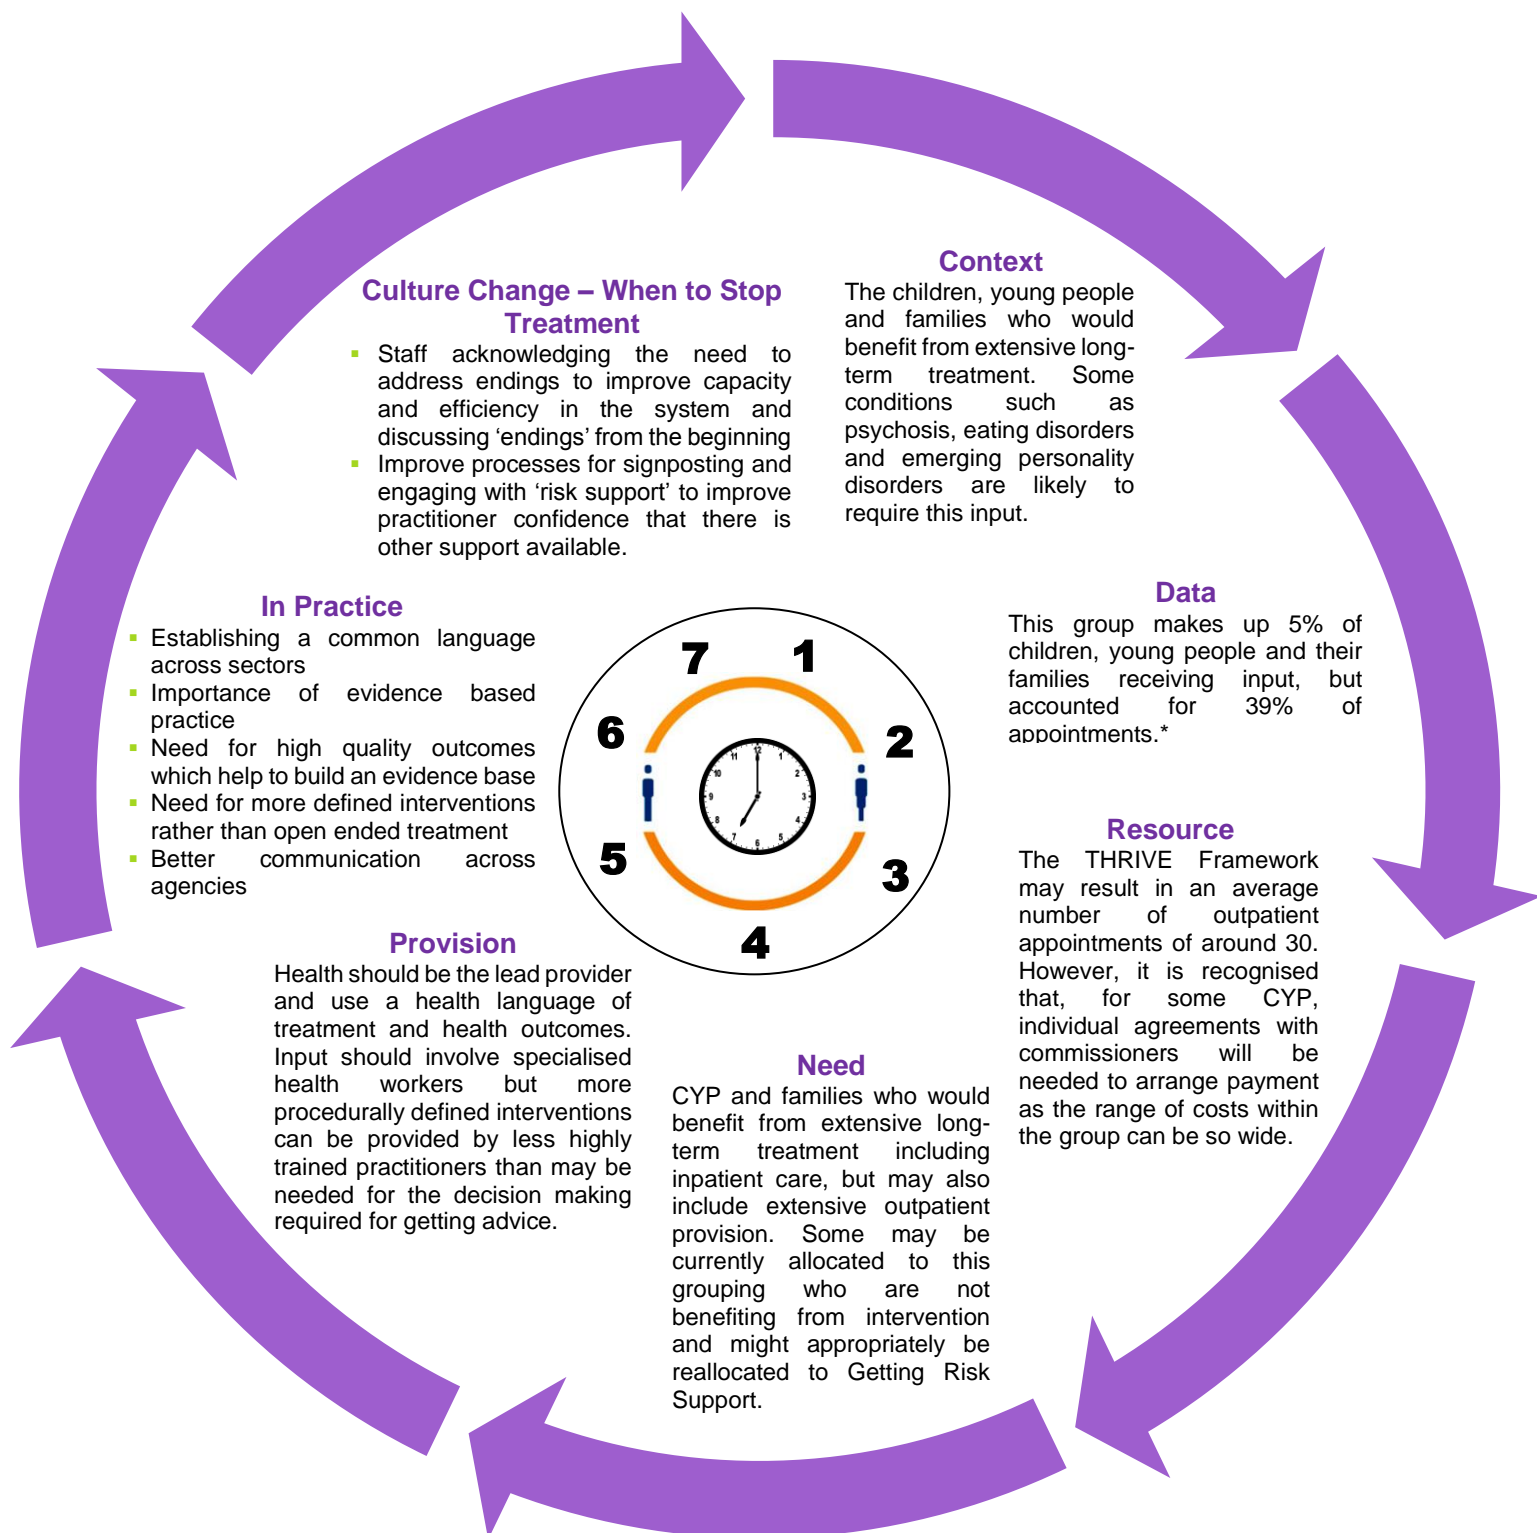 Context
The children, young people
and families who would
benefit from extensive long-
term treatment. Some
conditions such as
psychosis, eating disorders
and emerging personality
disorders are likely to
require this input.
Data
This group makes up 5% of
children, young people and their
families receiving input, but
accounted for 39% of
appointments.*
Resource
The THRIVE Framework
may result in an average
number of outpatient
appointments of around 30.
However, it is recognised
that, for some CYP,
individual agreements with
commissioners will be
needed to arrange payment
as the range of costs within
the group can be so wide.
Need
CYP and families who would
benefit from extensive long-
term treatment including
inpatient care, but may also
include extensive outpatient
provision. Some may be
currently allocated to this
grouping who are not
benefiting from intervention
and might appropriately be
reallocated to Getting Risk
Support.
Provision
Health should be the lead provider
and use a health language of
treatment and health outcomes.
Input should involve specialised
health workers but more
procedurally defined interventions
can be provided by less highly
trained practitioners than may be
needed for the decision making
required for getting advice.
In Practice
▪ Establishing a common language
across sectors
▪ Importance of evidence based
practice
▪ Need for high quality outcomes
which help to build an evidence base
▪ Need for more defined interventions
rather than open ended treatment
▪ Better communication across
agencies
Culture Change – When to Stop
Treatment
▪ Staff acknowledging the need to
address endings to improve capacity
and efficiency in the system and
discussing ‘endings’ from the beginning
▪ Improve processes for signposting and
engaging with ‘risk support’ to improve
practitioner confidence that there is
other support available.
1
2
3
4
5
6
7
12
1
2
3
4
5
6
7
8
9
10
11